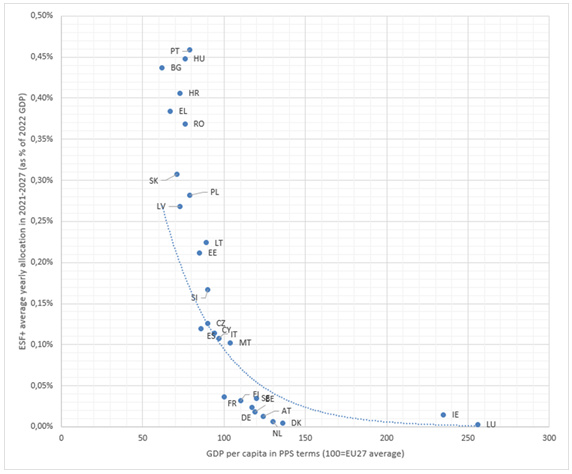 0,50%
PT
HU
0,45%
BG
HR
0,40%
EL
RO
0,35%
SK
0,30%
PL
LV
0,25%
LT
EE
0,20%
SI
0,15%
CZ
CY
IT
ES
MT
0,10%
0,05%
FI
SE
BE
FR
AT
IE
DE
DK
LU
NL
0,00%
0 50 100 150 200 250 300
GDP per capita in PPS terms (100=EU27 average)
ESF+ average yearly allocation in 2021-2027 (as % of 2022 GDP)